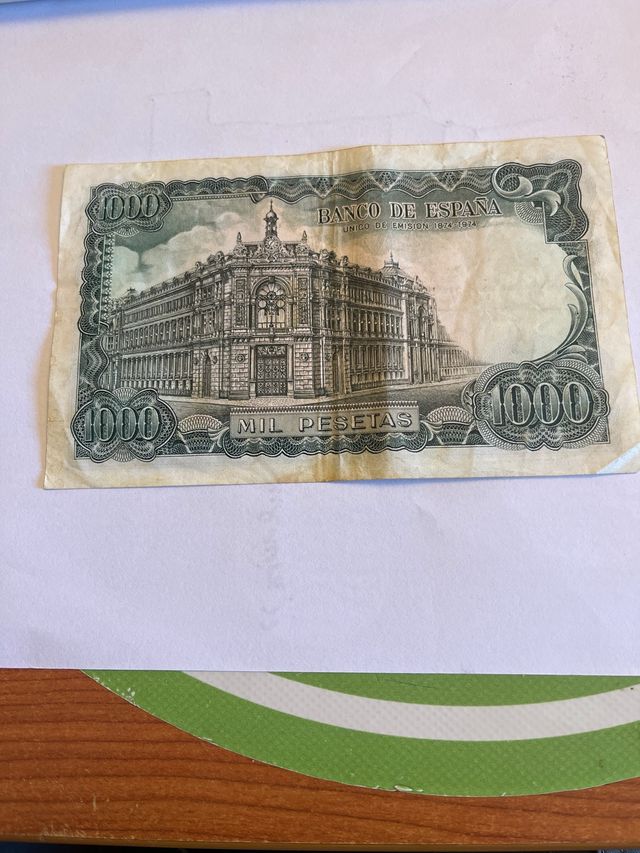 1000
BANCO DE ESPAÑA
UNICO DE EMISION 1874-1974
1000
MIL PESETAS
1000